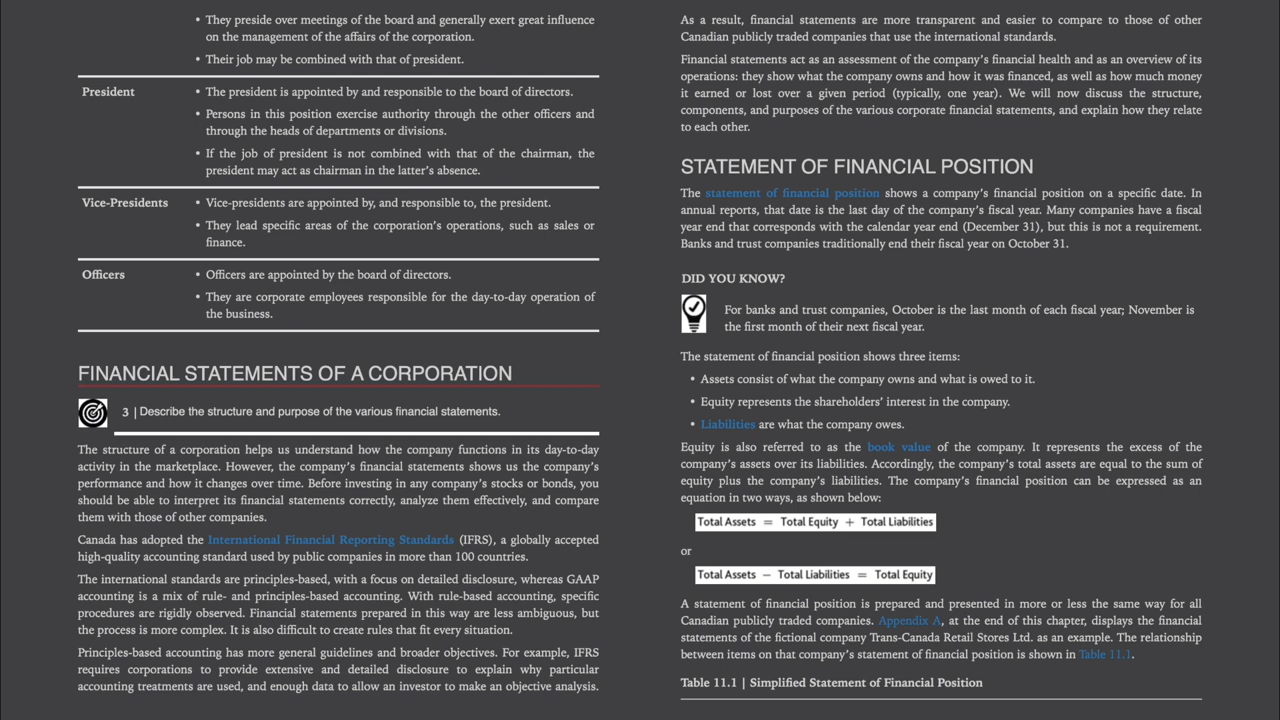 • They preside over meetings of the board and generally exert great influence
on the management of the affairs of the corporation.
• Their job may be combined with that of president.
President
• The president is appointed by and responsible to the board of directors.
• Persons in this position exercise authority through the other officers and
through the heads of departments or divisions.
• If the job of president is not combined with that of the chairman, the
president may act as chairman in the latter's absence.
Vice-Presidents
• Vice-presidents are appointed by, and responsible to, the president.
• They lead specific areas of the corporation's operations, such as sales or
finance.
Officers
• Officers are appointed by the board of directors.
• They are corporate employees responsible for the day-to-day operation of
the business.
FINANCIAL STATEMENTS OF A CORPORATION
3 | Describe the structure and purpose of the various financial statements.
The structure of a corporation helps us understand how the company functions in its day-to-day
activity in the marketplace. However, the company's financial statements shows us the company's
performance and how it changes over time. Before investing in any company's stocks or bonds, you
should be able to interpret its financial statements correctly, analyze them effectively, and compare
them with those of other companies.
Canada has adopted the International Financial Reporting Standards (IFRS), a globally accepted
high-quality accounting standard used by public companies in more than 100 countries.
The international standards are principles-based, with a focus on detailed disclosure, whereas GAAP
accounting is a mix of rule- and principles-based accounting. With rule-based accounting, specific
procedures are rigidly observed. Financial statements prepared in this way are less ambiguous, but
the process is more complex. It is also difficult to create rules that fit every situation.
Principles-based accounting has more general guidelines and broader objectives. For example, IFRS
requires corporations to provide extensive and detailed disclosure to explain why particular
accounting treatments are used, and enough data to allow an investor to make an objective analysis.
As a result, financial statements are more transparent and easier to compare to those of other
Canadian publicly traded companies that use the international standards.
Financial statements act as an assessment of the company's financial health and as an overview of its
operations: they show what the company owns and how it was financed, as well as how much money
it earned or lost over a given period (typically, one year). We will now discuss the structure,
components, and purposes of the various corporate financial statements, and explain how they relate
to each other.
STATEMENT OF FINANCIAL POSITION
The statement of financial position shows a company's financial position on a specific date. In
annual reports, that date is the last day of the company's fiscal year. Many companies have a fiscal
year end that corresponds with the calendar year end (December 31), but this is not a requirement.
Banks and trust companies traditionally end their fiscal year on October 31.
DID YOU KNOW?
For banks and trust companies, October is the last month of each fiscal year; November is
the first month of their next fiscal year.
The statement of financial position shows three items:
• Assets consist of what the company owns and what is owed to it.
• Equity represents the shareholders' interest in the company.
• Liabilities are what the company owes.
Equity is also referred to as the book value of the company. It represents the excess of the
company's assets over its liabilities. Accordingly, the company's total assets are equal to the sum of
equity plus the company's liabilities. The company's financial position can be expressed as an
equation in two ways, as shown below:
Total Assets = Total Equity + Total Liabilities
or
Total Assets − Total Liabilities = Total Equity
A statement of financial position is prepared and presented in more or less the same way for all
Canadian publicly traded companies. Appendix A, at the end of this chapter, displays the financial
statements of the fictional company Trans-Canada Retail Stores Ltd. as an example. The relationship
between items on that company's statement of financial position is shown in Table 11.1.
Table 11.1 | Simplified Statement of Financial Position